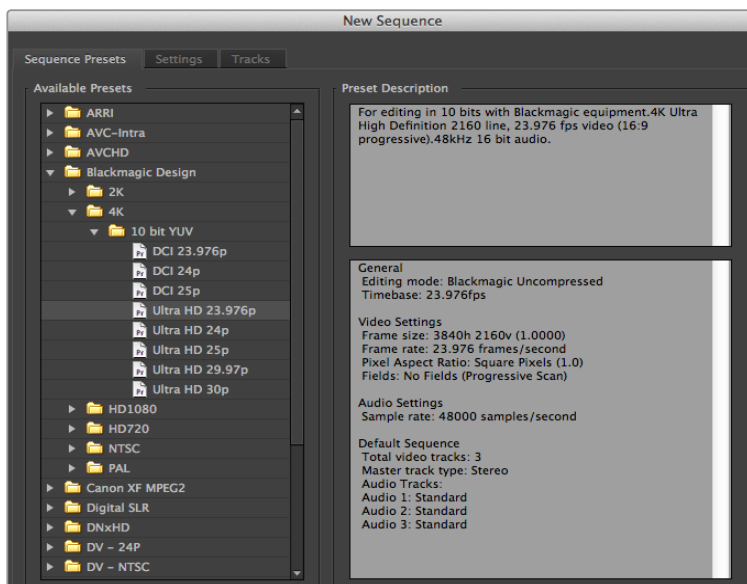 New Sequence
Sequence Presets
Settings
Tracks
Available Presets
ARRI
AVC-Intra
AVCHD
Blackmagic Design
2K
4K
10 bit YUV
DCI 23.976p
DCI 24p
DCI 25p
Ultra HD 23.976p
Ultra HD 24p
Ultra HD 25p
Ultra HD 29.97p
Ultra HD 30p
HD1080
HD720
NTSC
PAL
Canon XF MPEG2
Digital SLR
DNxHD
DV - 24P
DV - NTSC
Preset Description
For editing in 10 bits with Blackmagic equipment.4K Ultra
High Definition 2160 line, 23.976 fps video (16:9
progressive).48kHz 16 bit audio.
General
Editing mode: Blackmagic Uncompressed
Timebase: 23.976fps
Video Settings
Frame size: 3840h 2160v (1.0000)
Frame rate: 23.976 frames/second
Pixel Aspect Ratio: Square Pixels (1.0)
Fields: No Fields (Progressive Scan)
Audio Settings
Sample rate: 48000 samples/second
Default Sequence
Total video tracks: 3
Master track type: Stereo
Audio Tracks:
Audio 1: Standard
Audio 2: Standard
Audio 3: Standard